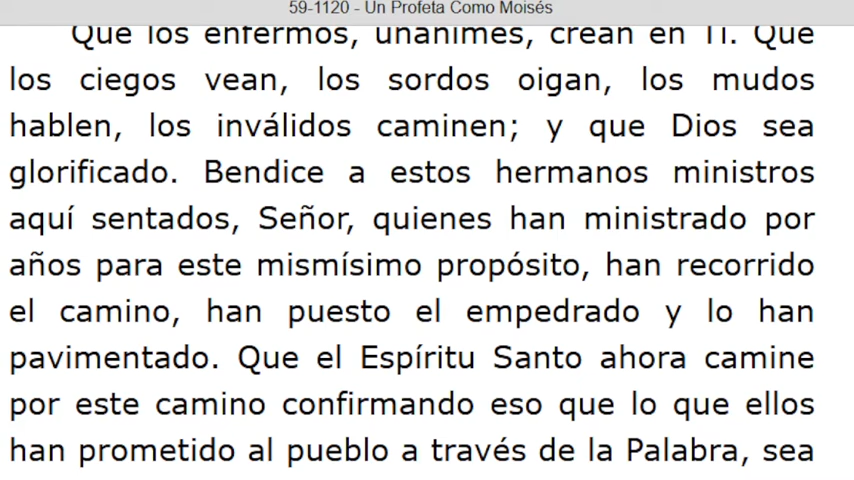 59-1120 - Un Profeta Como Moisés
Que los enfermos, unánimes, crean en Ti. Que
los ciegos vean, los sordos oigan, los mudos
hablen, los inválidos caminen; y que Dios sea
glorificado. Bendice a estos hermanos ministros
aquí sentados, Señor, quienes han ministrado por
años para este mismísimo propósito, han recorrido
el camino, han puesto el empedrado y lo han
pavimentado. Que el Espíritu Santo ahora camine
por este camino confirmando eso que lo que ellos
han prometido al pueblo a través de la Palabra, sea